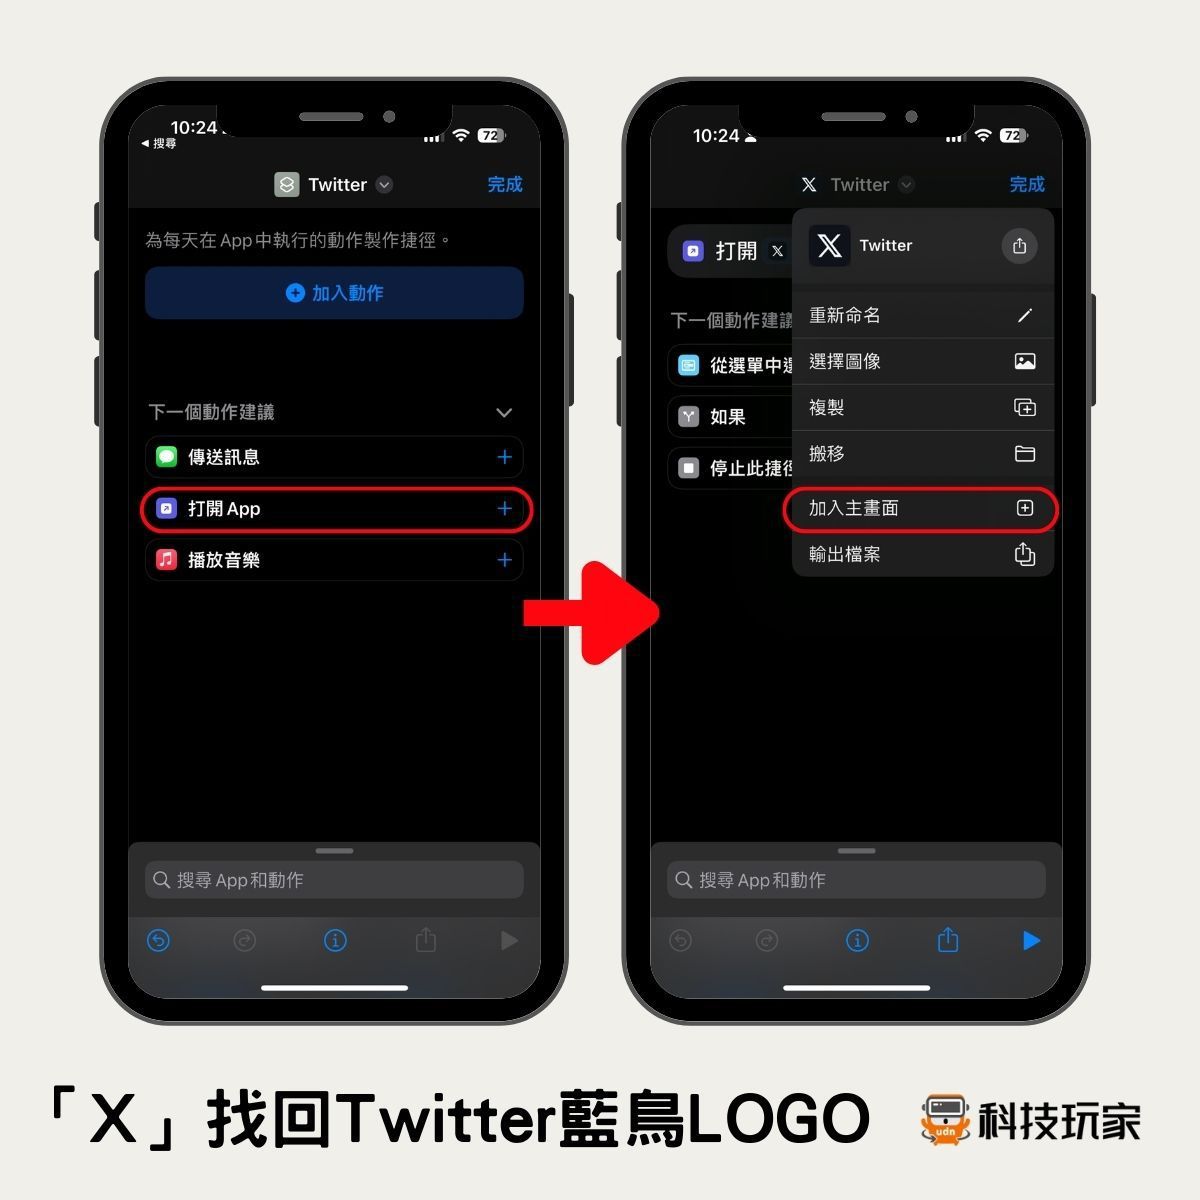 10:24
◀ 搜尋
72
Twitter
完成
為每天在 App 中執行的動作製作捷徑。
加入動作
下一個動作建議
傳送訊息
打開 App
播放音樂
搜尋 App 和動作
10:24
72
Twitter
完成
打開
Twitter
重新命名
下一個動作建議
選擇圖像
從選單中選
複製
如果
搬移
停止此捷徑
加入主畫面
輸出檔案
搜尋 App 和動作
「X」找回Twitter藍鳥LOGO
udn 科技玩家